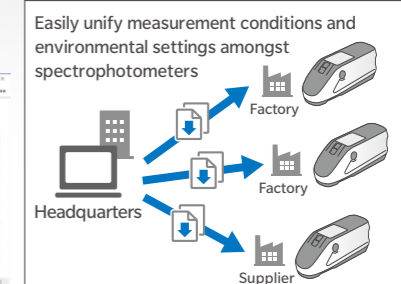 Easily unify measurement conditions and
environmental settings amongst
spectrophotometers
Factory
Headquarters
Factory
Supplier